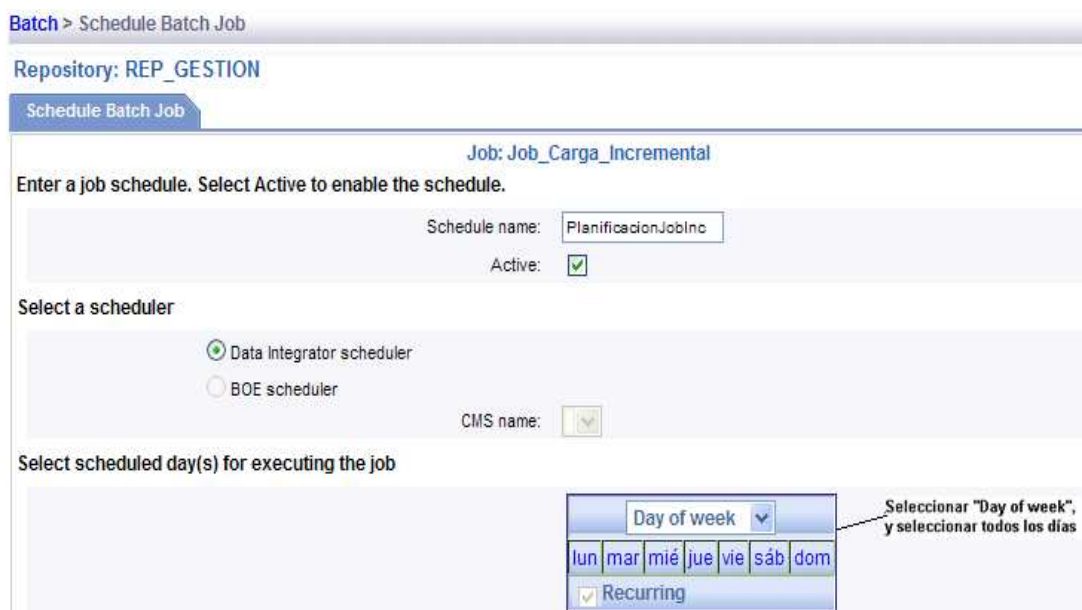 Batch > Schedule Batch Job
Repository: REP_GESTION
Schedule Batch Job
Job: Job_Carga_Incremental
Enter a job schedule. Select Active to enable the schedule.
Schedule name: PlanificacionJobInc
Active:
Select a scheduler
Data Integrator scheduler
BOE scheduler
CMS name:
Select scheduled day(s) for executing the job
Day of week
Seleccionar "Day of week",
y seleccionar todos los días
lun mar mié jue vie sáb dom
Recurring